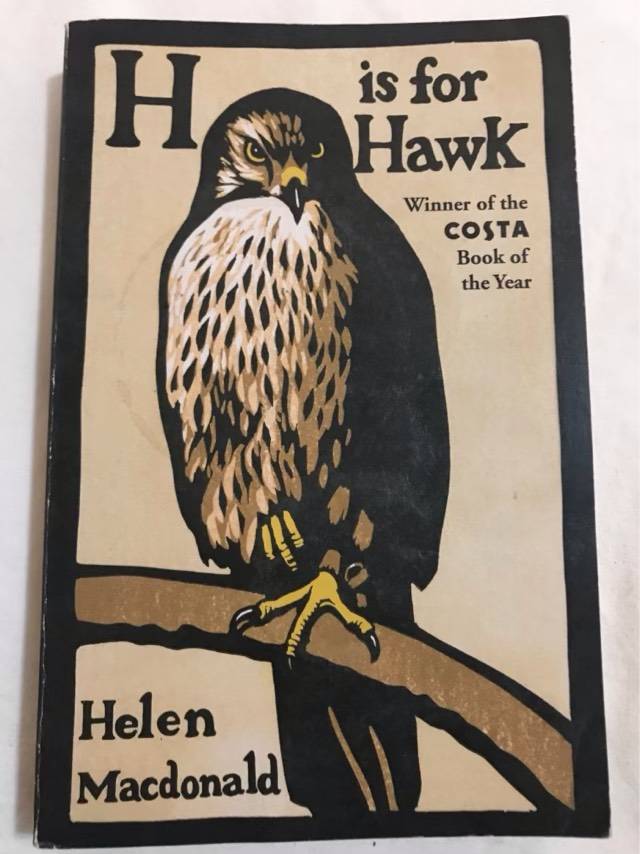 H is for
Hawk
Winner of the
COSTA
Book of
the Year
Helen
Macdonald